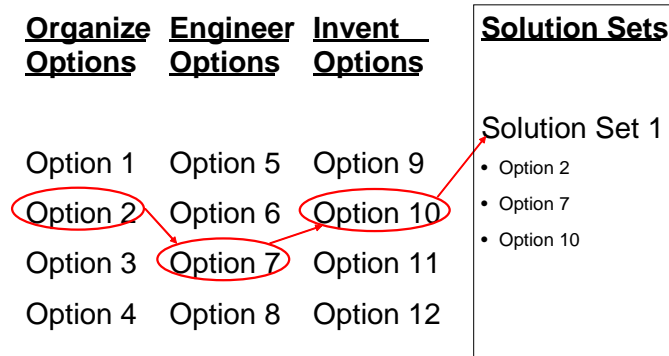 Organize Engineer Invent Solution Sets
Options Options Options
Solution Set 1
Option 1 Option 5 Option 9 • Option 2
Option 2 Option 6 Option 10 • Option 7
Option 3 Option 7 Option 11 • Option 10
Option 4 Option 8 Option 12